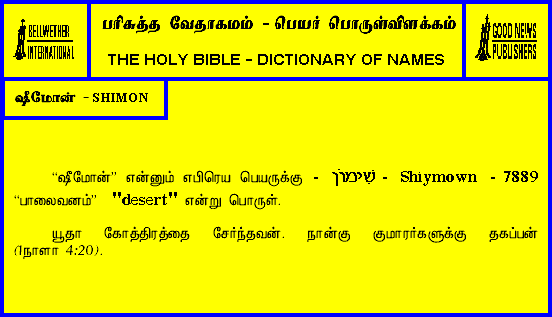 BELLWETHER
INTERNATIONAL
பரிசுத்த வேதாகமம் - பெயர் பொருள்விளக்கம்
THE HOLY BIBLE - DICTIONARY OF NAMES
GOOD NEWS
PUBLISHERS
ஷீமோன் - SHIMON
“ஷீமோன்” என்னும் எபிரெய பெயருக்கு - שִׁימוֹן - Shiymown - 7889
“பாலைவனம்” "desert" என்று பொருள்.
யூதா கோத்திரத்தை சேர்ந்தவன். நான்கு குமாரர்களுக்கு தகப்பன்
(1நாளா 4:20).